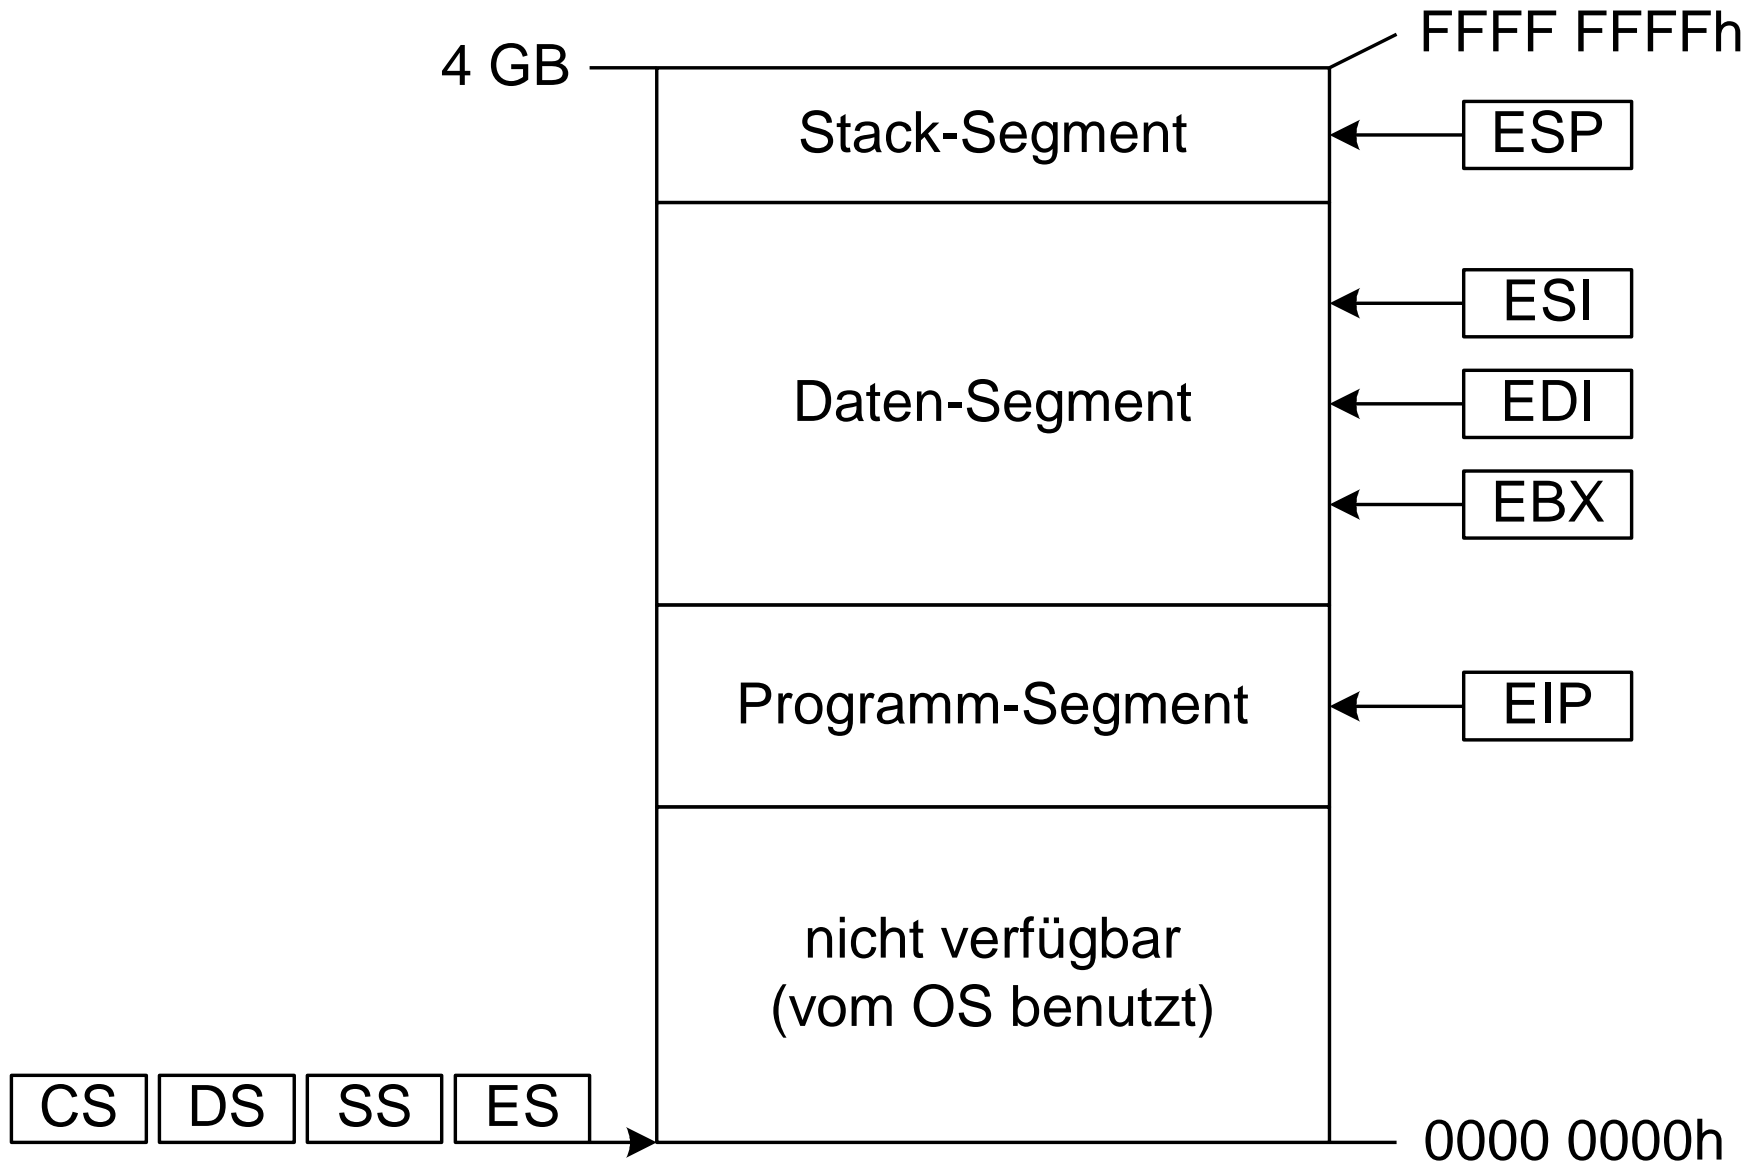 FFFF FFFFh
4 GB
Stack-Segment
ESP
ESI
Daten-Segment
EDI
EBX
Programm-Segment
EIP
nicht verfügbar
(vom OS benutzt)
CS DS SS ES
0000 0000h